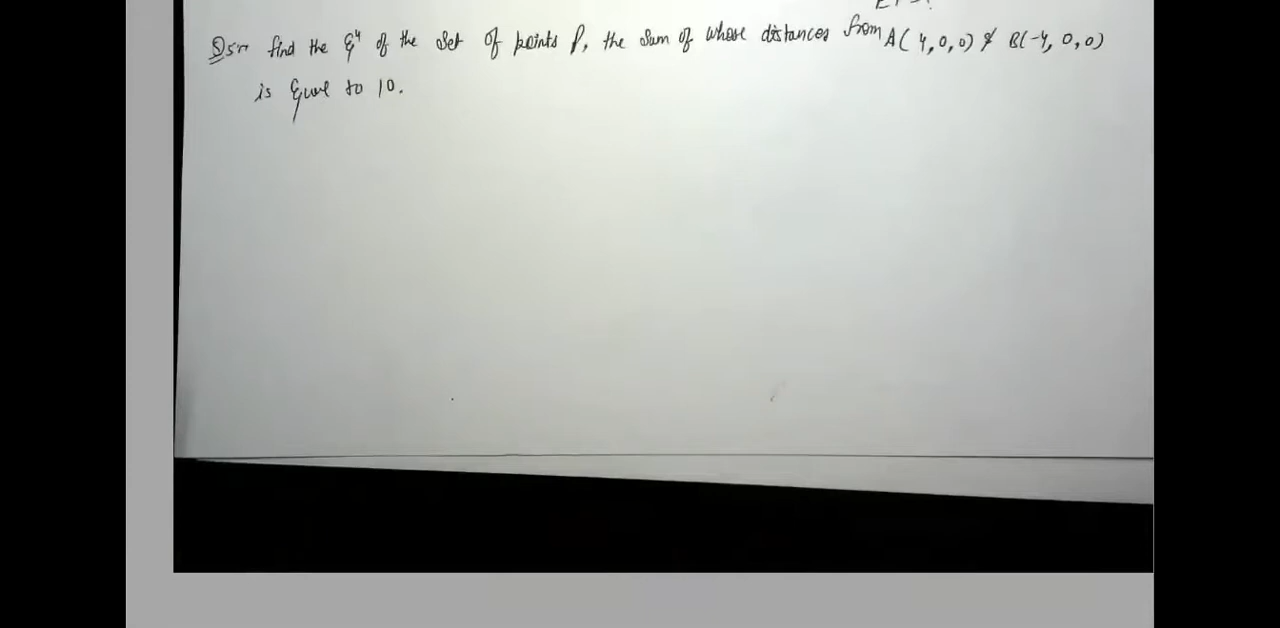 Find the Eqn of the set of points P, the sum of whose distances from A(4,0,0) & B(-4,0,0)
is Equal to 10.